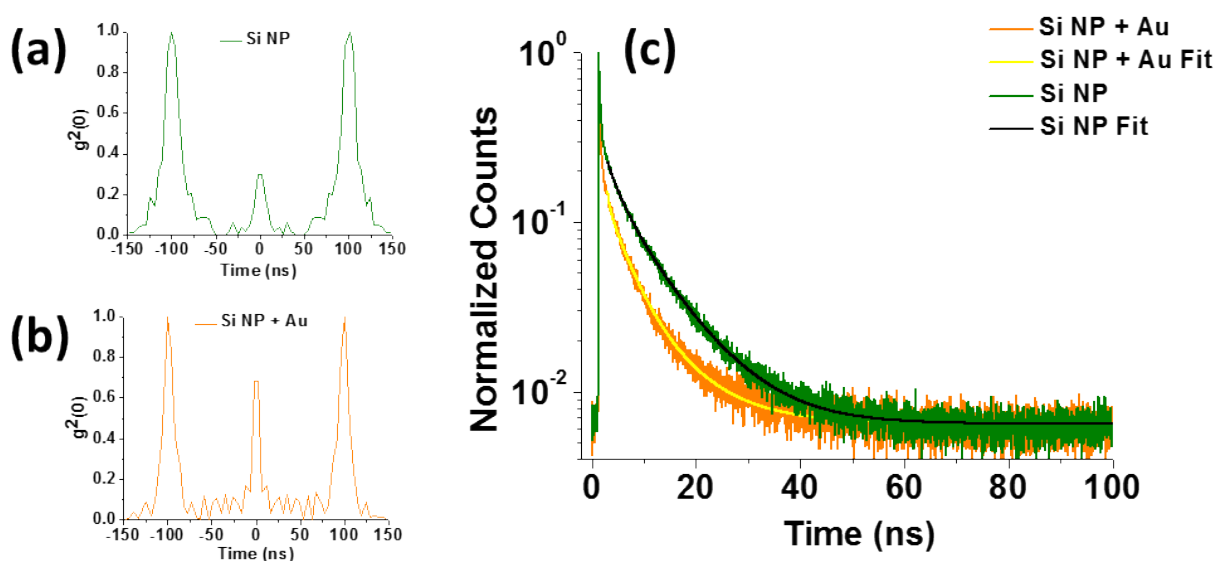 (a)
Si NP
g²(0)
1.0
0.8
0.6
0.4
0.2
0.0
-150 -100 -50 0 50 100 150
Time (ns)
(b)
Si NP + Au
g²(0)
1.0
0.8
0.6
0.4
0.2
0.0
-150 -100 -50 0 50 100 150
Time (ns)
(c)
Si NP + Au
Si NP + Au Fit
Si NP
Si NP Fit
Normalized Counts
10⁰
10⁻¹
10⁻²
0 20 40 60 80 100
Time (ns)